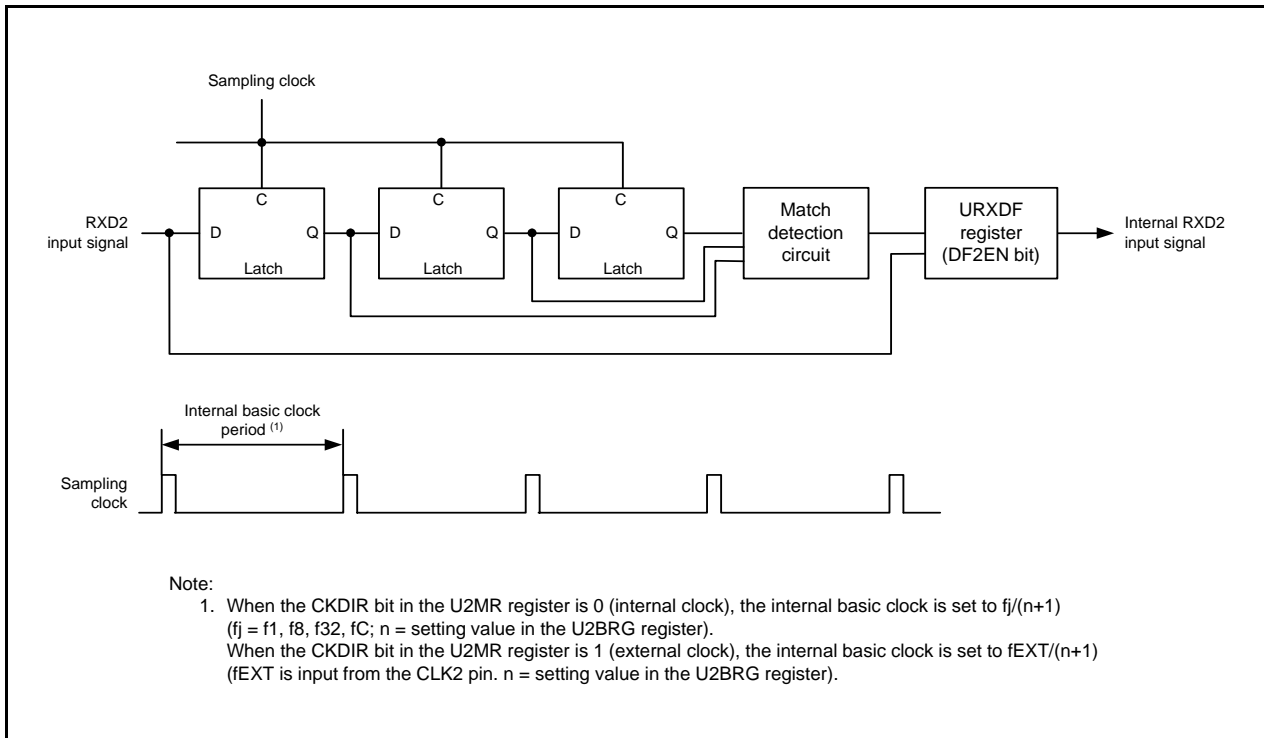 Sampling clock
RXD2
input signal
C
D
Q
Latch
C
D
Q
Latch
C
D
Q
Latch
Match
detection
circuit
URXDF
register
(DF2EN bit)
Internal RXD2
input signal
Internal basic clock
period (1)
Sampling
clock
Note:
1. When the CKDIR bit in the U2MR register is 0 (internal clock), the internal basic clock is set to fj/(n+1)
(fj = f1, f8, f32, fC; n = setting value in the U2BRG register).
When the CKDIR bit in the U2MR register is 1 (external clock), the internal basic clock is set to fEXT/(n+1)
(fEXT is input from the CLK2 pin. n = setting value in the U2BRG register).